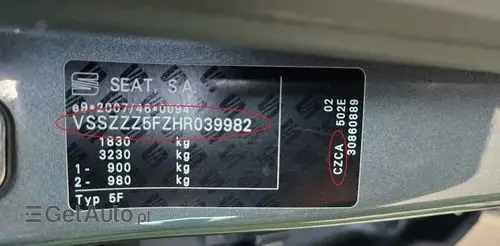 SEAT, S.A.
e9*2007/46*0094*
VSSZZZ5FZHR039982
1830 kg
3230 kg
1- 900 kg
2- 980 kg
Typ 5F
02
502E
CZCA 30860889
GetAuto